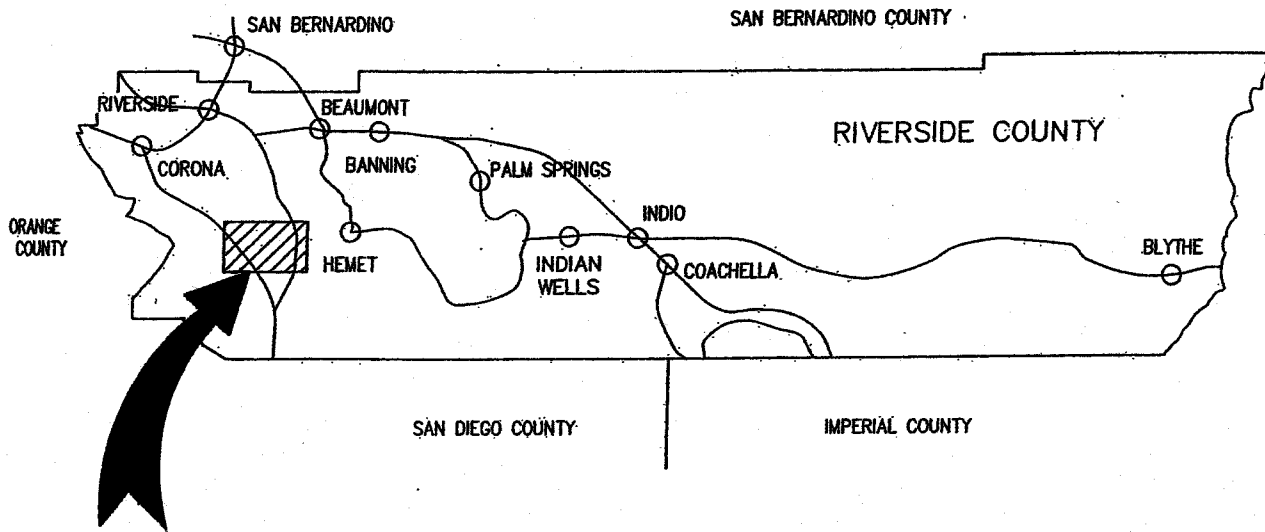 SAN BERNARDINO
SAN BERNARDINO COUNTY
RIVERSIDE
BEAUMONT
RIVERSIDE COUNTY
CORONA
BANNING
PALM SPRINGS
ORANGE
COUNTY
INDIO
HEMET
INDIAN
WELLS
COACHELLA
BLYTHE
SAN DIEGO COUNTY
IMPERIAL COUNTY